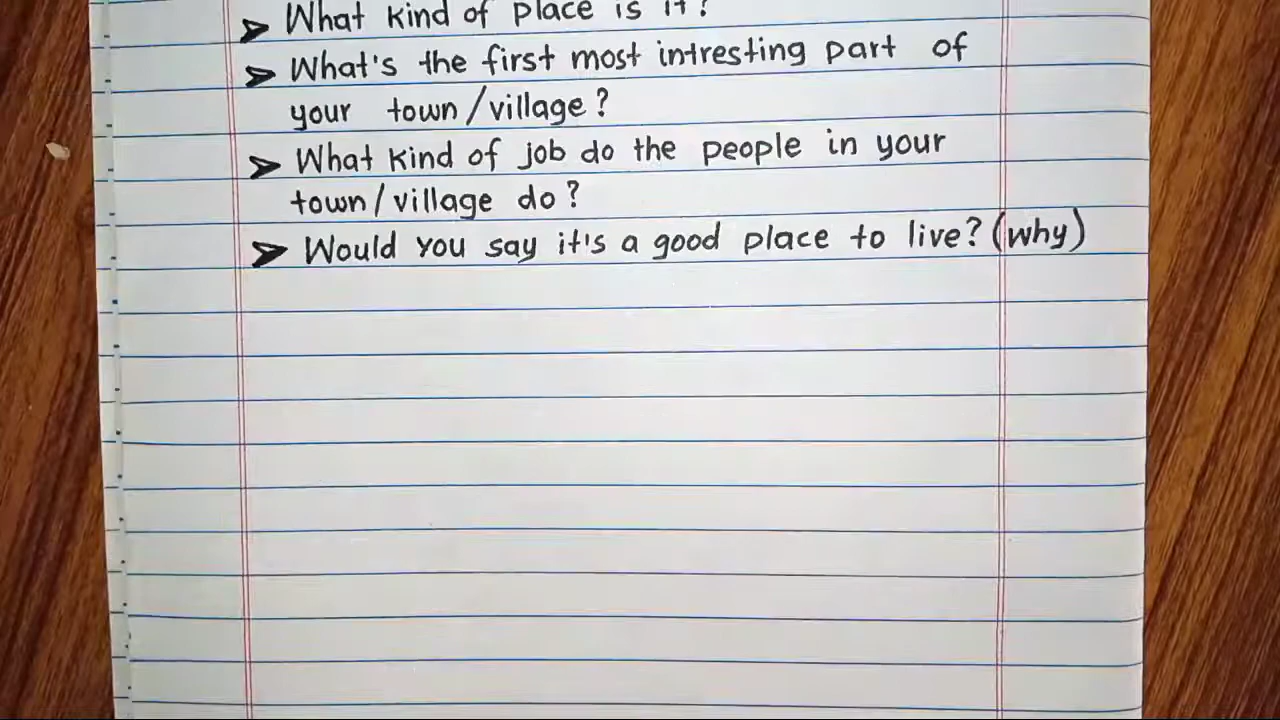 ➤ What kind of place is it?
➤ What's the first most intresting part of
your town/village?
➤ What kind of job do the people in your
town/village do?
➤ Would you say it's a good place to live? (why)